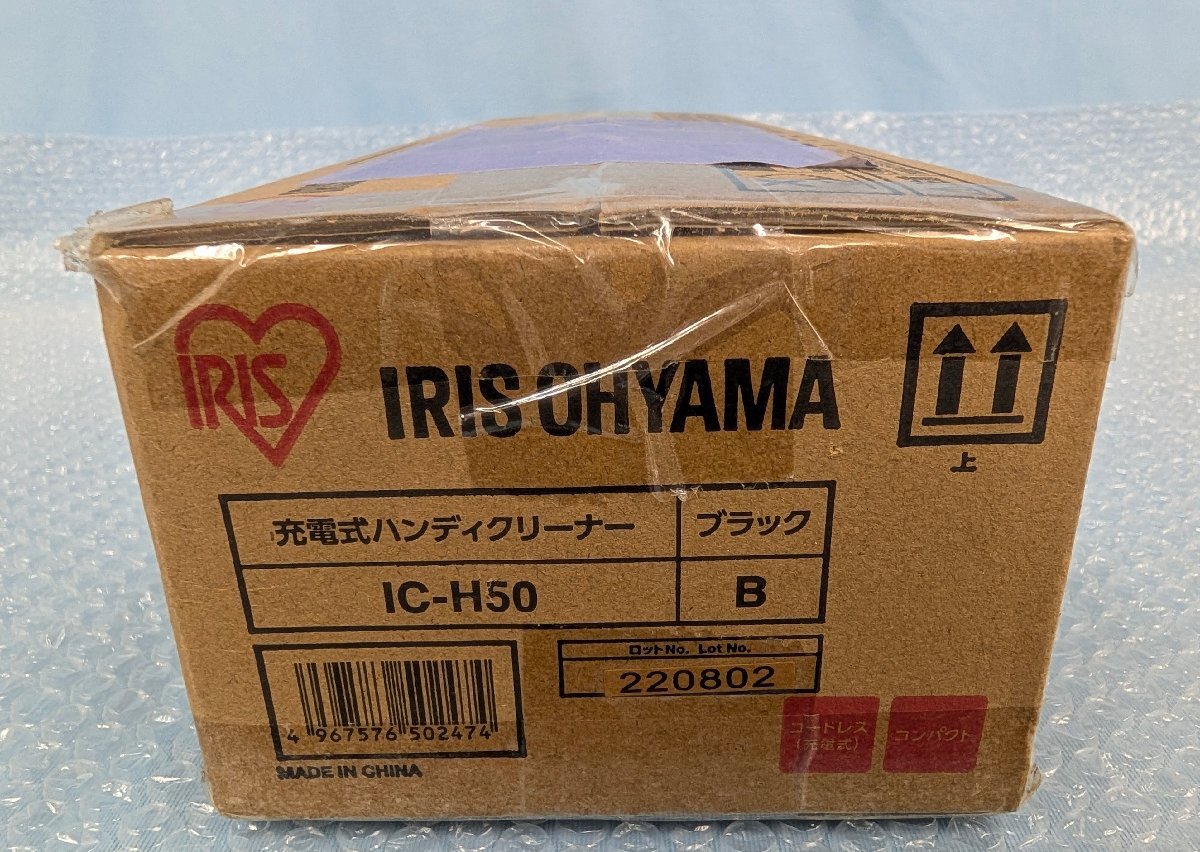 IRIS
IRIS OHYAMA
上
充電式ハンディクリーナー ブラック
IC-H50 B
ロットNo. Lot No.
220802
4 967576 502474
MADE IN CHINA
コードレス
(充電式)
コンパクト